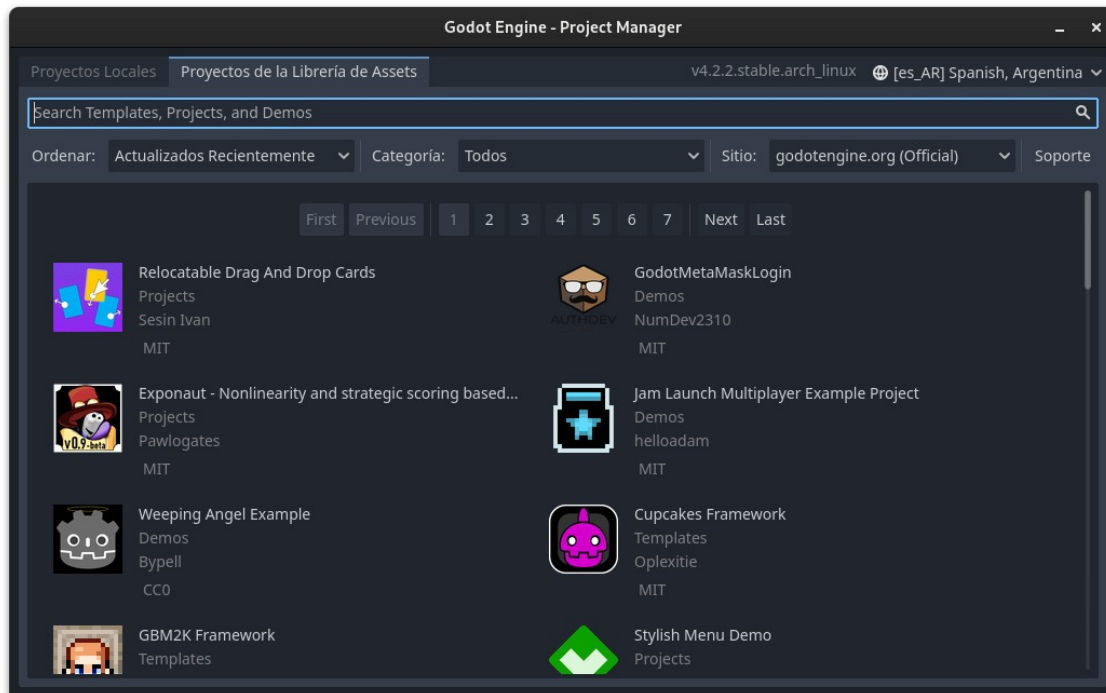 Godot Engine - Project Manager
Proyectos Locales
Proyectos de la Librería de Assets
v4.2.2.stable.arch_linux
[es_AR] Spanish, Argentina
Search Templates, Projects, and Demos
Ordenar:
Actualizados Recientemente
Categoría:
Todos
Sitio:
godotengine.org (Official)
Soporte
First Previous 1 2 3 4 5 6 7 Next Last
Relocatable Drag And Drop Cards
Projects
Sesin Ivan
MIT
AUTHDEV
GodotMetaMaskLogin
Demos
NumDev2310
MIT
v0.9-beta
Exponaut - Nonlinearity and strategic scoring based...
Projects
Pawlogates
MIT
Jam Launch Multiplayer Example Project
Demos
helloadam
MIT
Weeping Angel Example
Demos
Bypell
CC0
Cupcakes Framework
Templates
Oplexitie
MIT
GBM2K Framework
Templates
Stylish Menu Demo
Projects